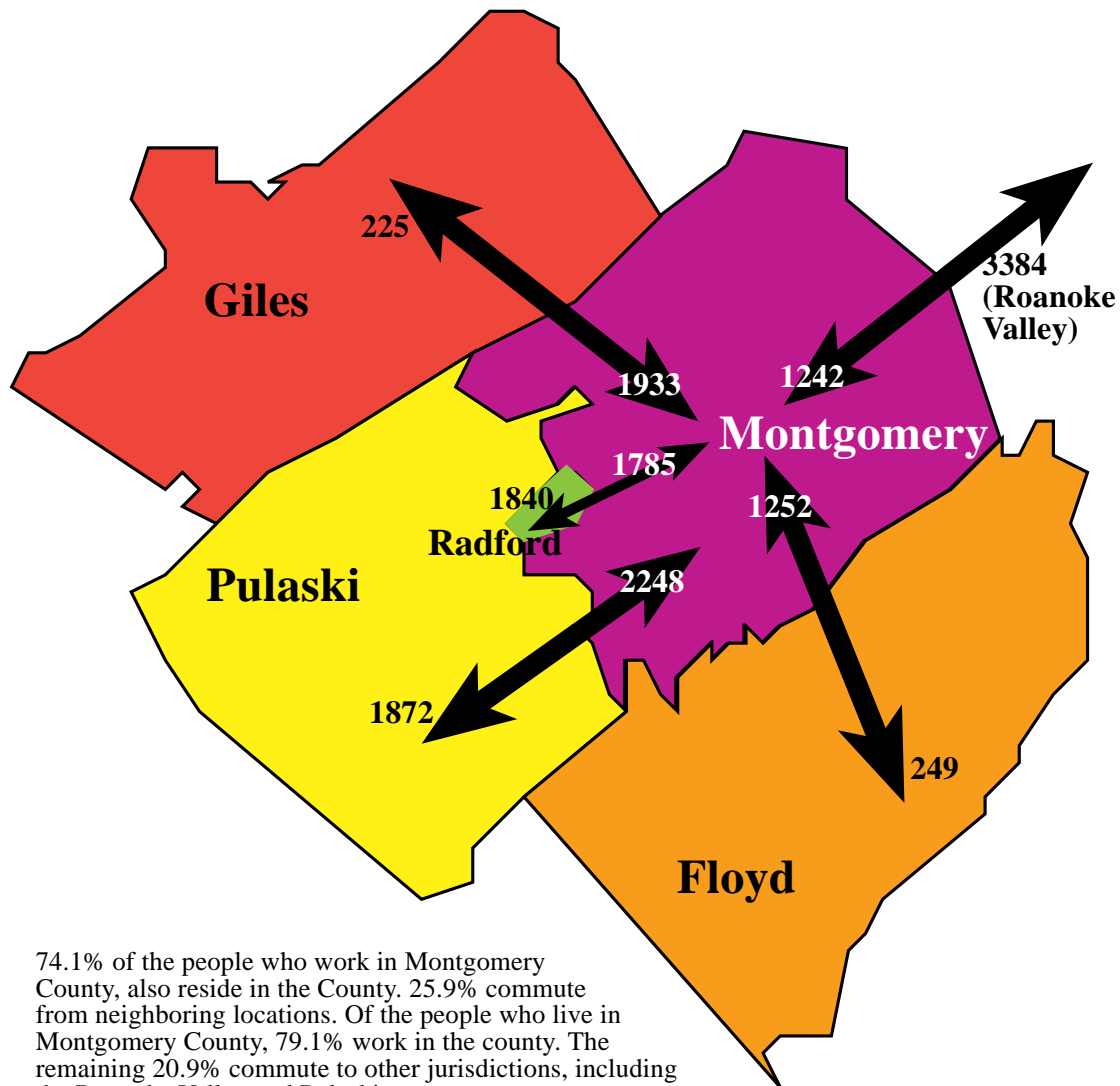 225
Giles
3384
(Roanoke
Valley)
1933
1242
Montgomery
1785
1840
1252
Radford
2248
Pulaski
1872
249
Floyd
74.1% of the people who work in Montgomery
County, also reside in the County. 25.9% commute
from neighboring locations. Of the people who live in
Montgomery County, 79.1% work in the county. The
remaining 20.9% commute to other jurisdictions, including